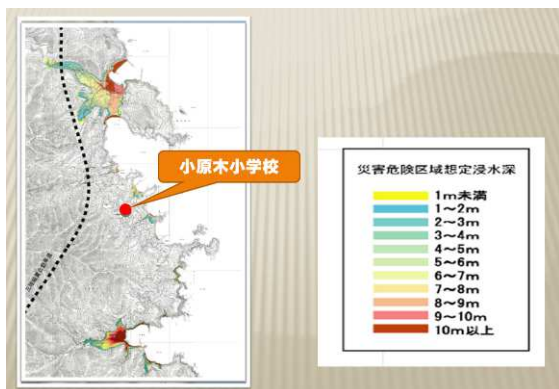 小原木小学校
災害危険区域想定浸水深
1m未満
1~2m
2~3m
3~4m
4~5m
5~6m
6~7m
7~8m
8~9m
9~10m
10m以上